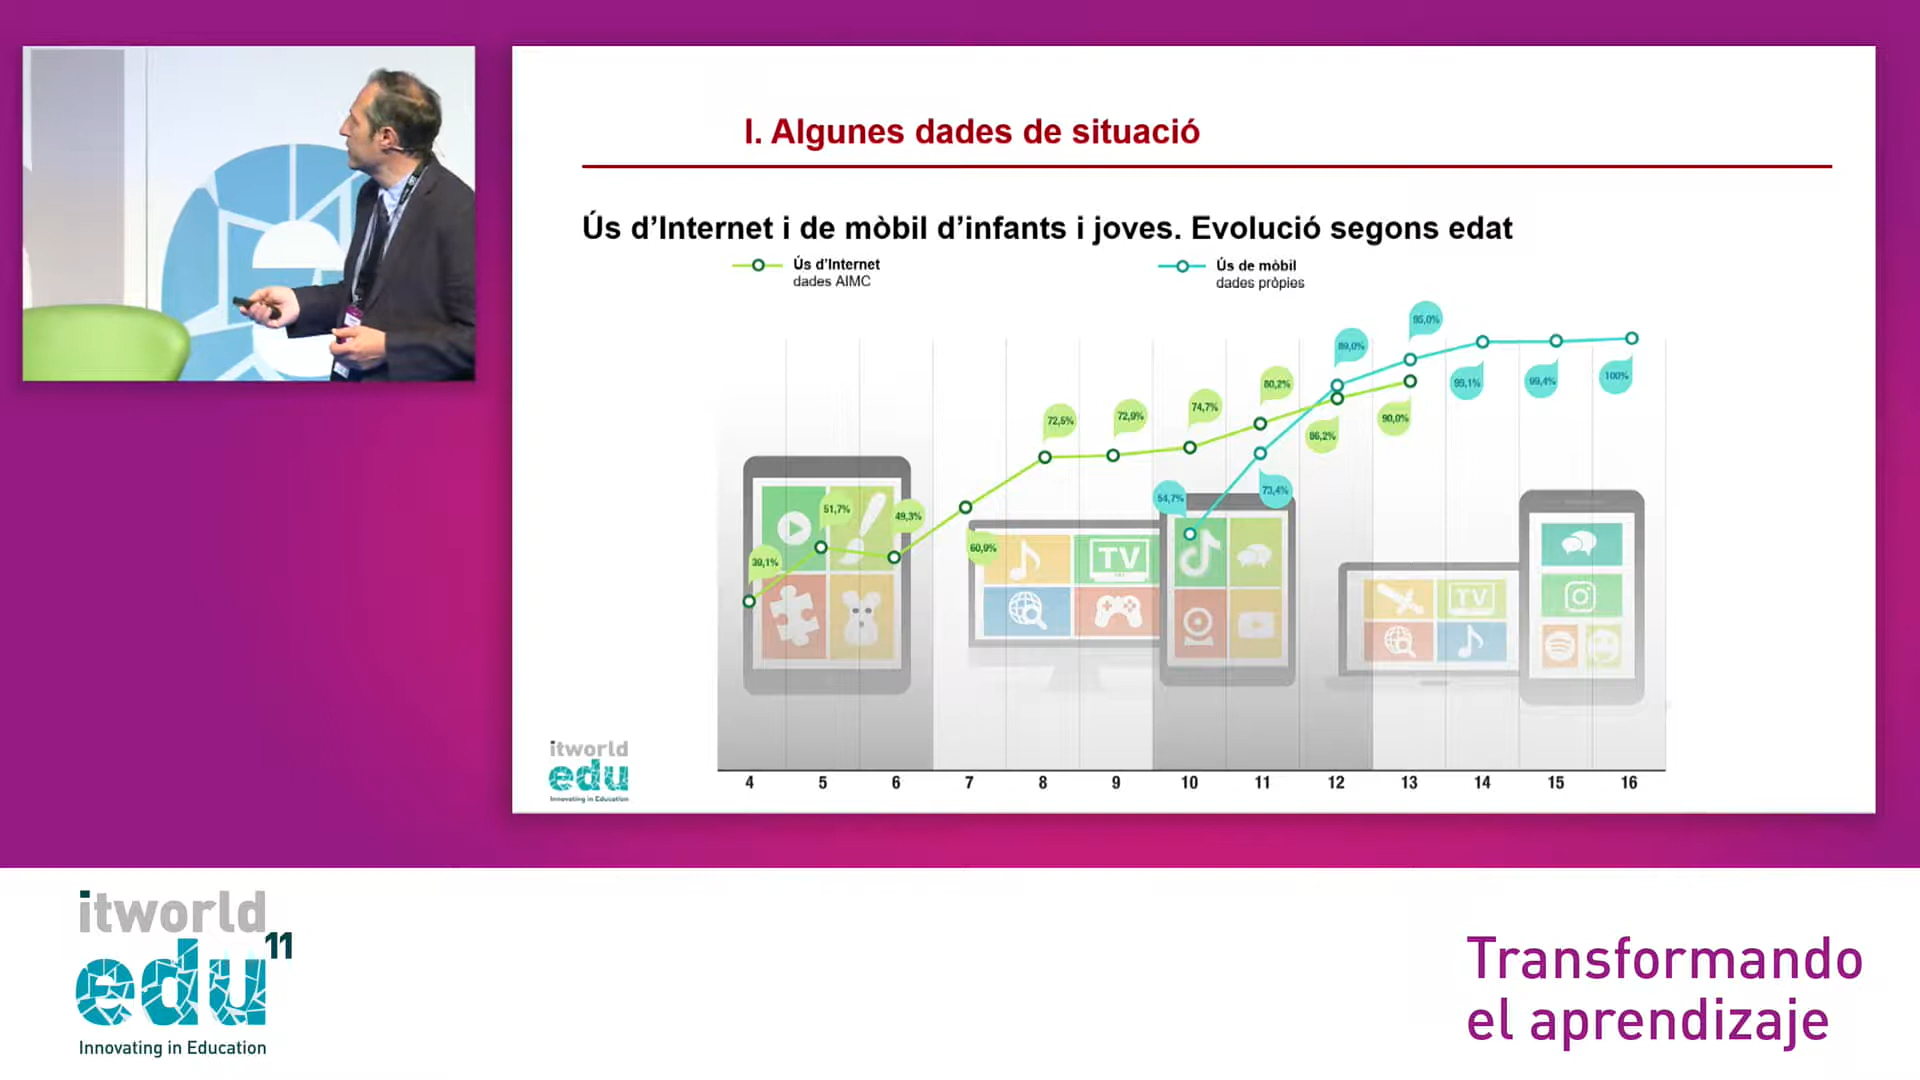 I. Algunes dades de situació
Ús d'Internet i de mòbil d'infants i joves. Evolució segons edat
Ús d'Internet
dades AIMC
Ús de mòbil
dades pròpies
39,1%
51,7%
49,3%
60,9%
72,5%
72,9%
74,7%
80,2%
86,2%
90,0%
54,7%
73,4%
89,0%
95,0%
99,1%
99,4%
100%
TV
TV
4 5 6 7 8 9 10 11 12 13 14 15 16
itworld
edu
Innovating in Education
itworld
edu11
Innovating in Education
Transformando
el aprendizaje